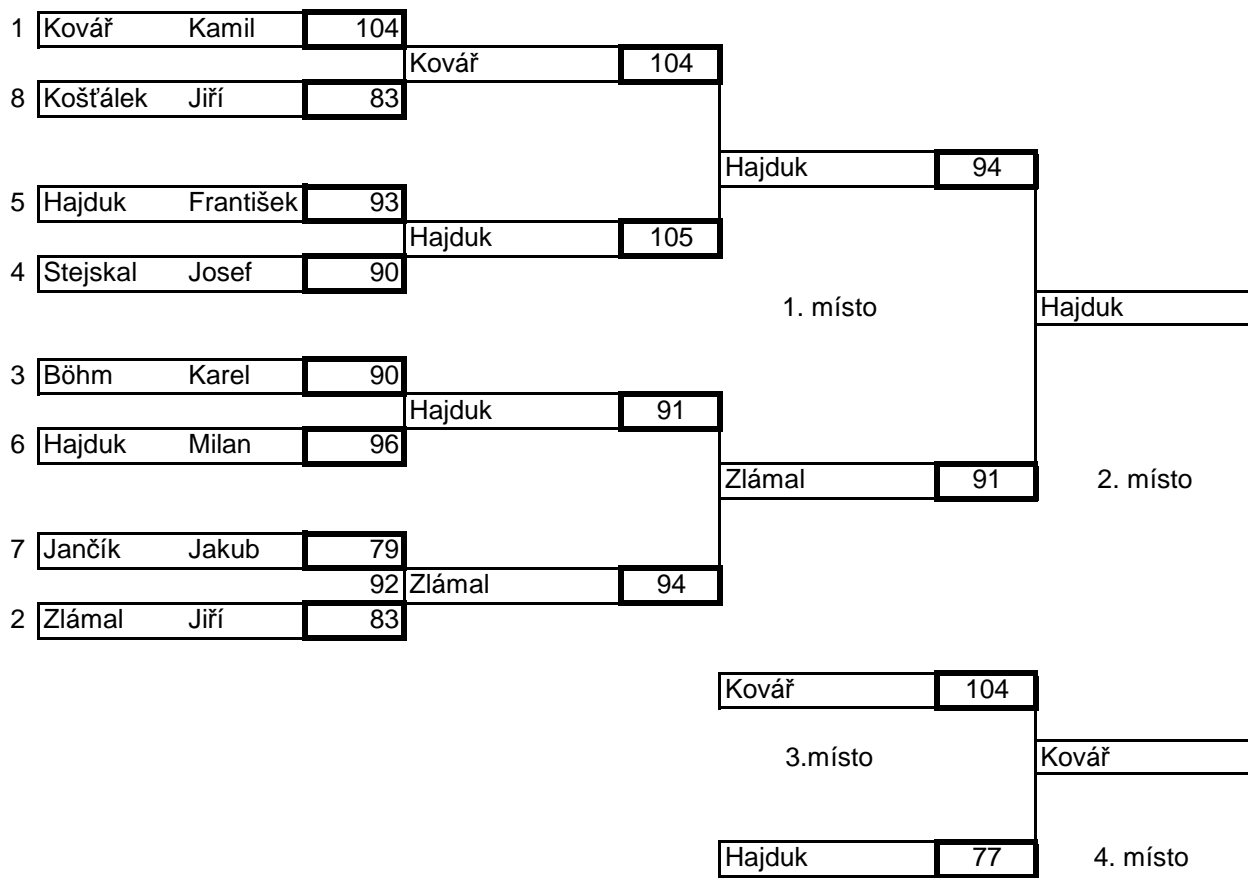 1 Kovář Kamil 104
Kovář 104
8 Košťálek Jiří 83
Hajduk 94
5 Hajduk František 93
Hajduk 105
4 Stejskal Josef 90
1. místo Hajduk
3 Böhm Karel 90
Hajduk 91
6 Hajduk Milan 96
Zlámal 91 2. místo
7 Jančík Jakub 79
92 Zlámal 94
2 Zlámal Jiří 83
Kovář 104
3.místo Kovář
Hajduk 77 4. místo